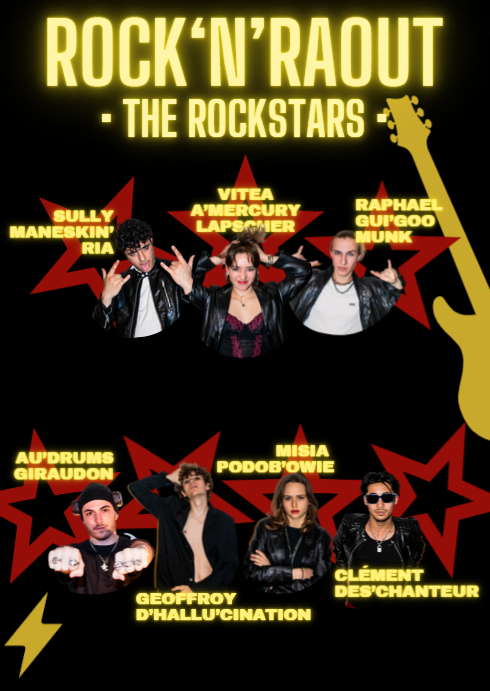 ROCK‘N’RAOUT
· THE ROCKSTARS ·
SULLY
MANESKIN’
RIA
VITEA
A’MERCURY
LAPSCHER
RAPHAEL
GUI’GOO
MUNK
AU’DRUMS
GIRAUDON
MISIA
PODOB’OWIE
GEOFFROY
D’HALLU’CINATION
CLÉMENT
DES’CHANTEUR